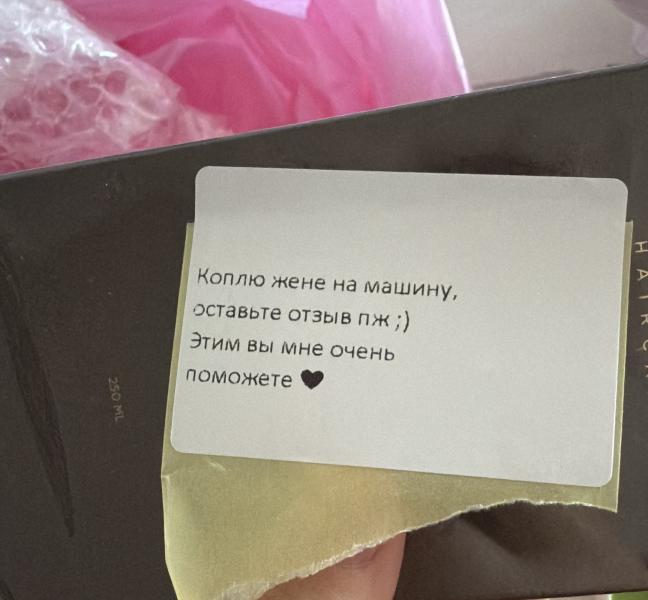 Коплю жене на машину,
оставьте отзыв пж ;)
Этим вы мне очень
поможете ♥
250 ML